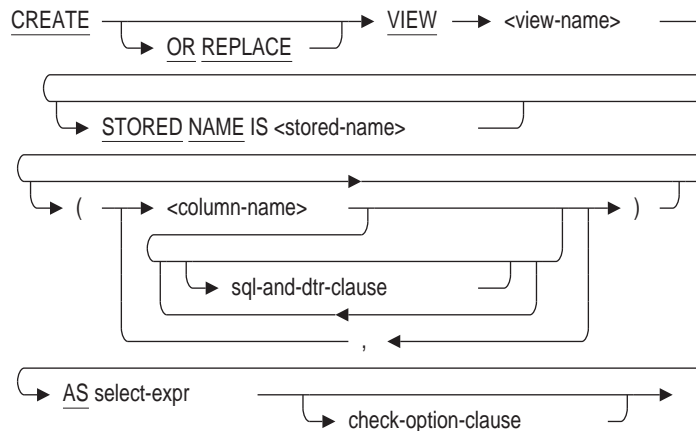 CREATE OR REPLACE VIEW <view-name>
STORED NAME IS <stored-name>
( <column-name> )
sql-and-dtr-clause
,
AS select-expr
check-option-clause